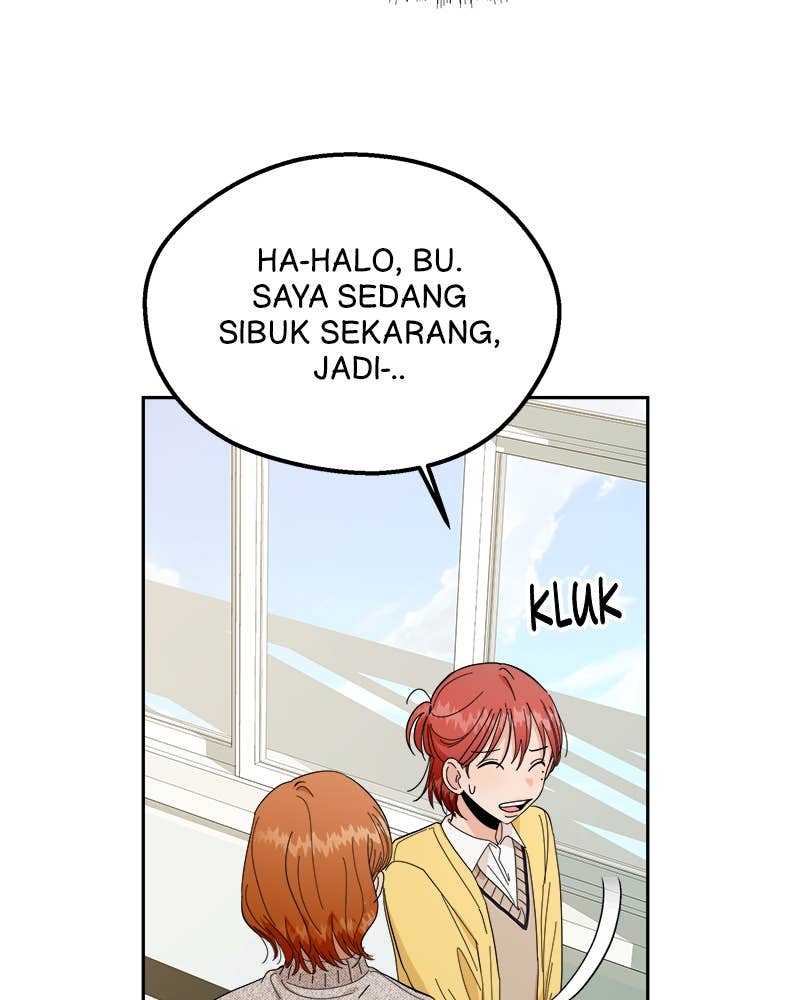 HA-HALO, BU.
SAYA SEDANG
SIBUK SEKARANG,
JADI-..
KLUK